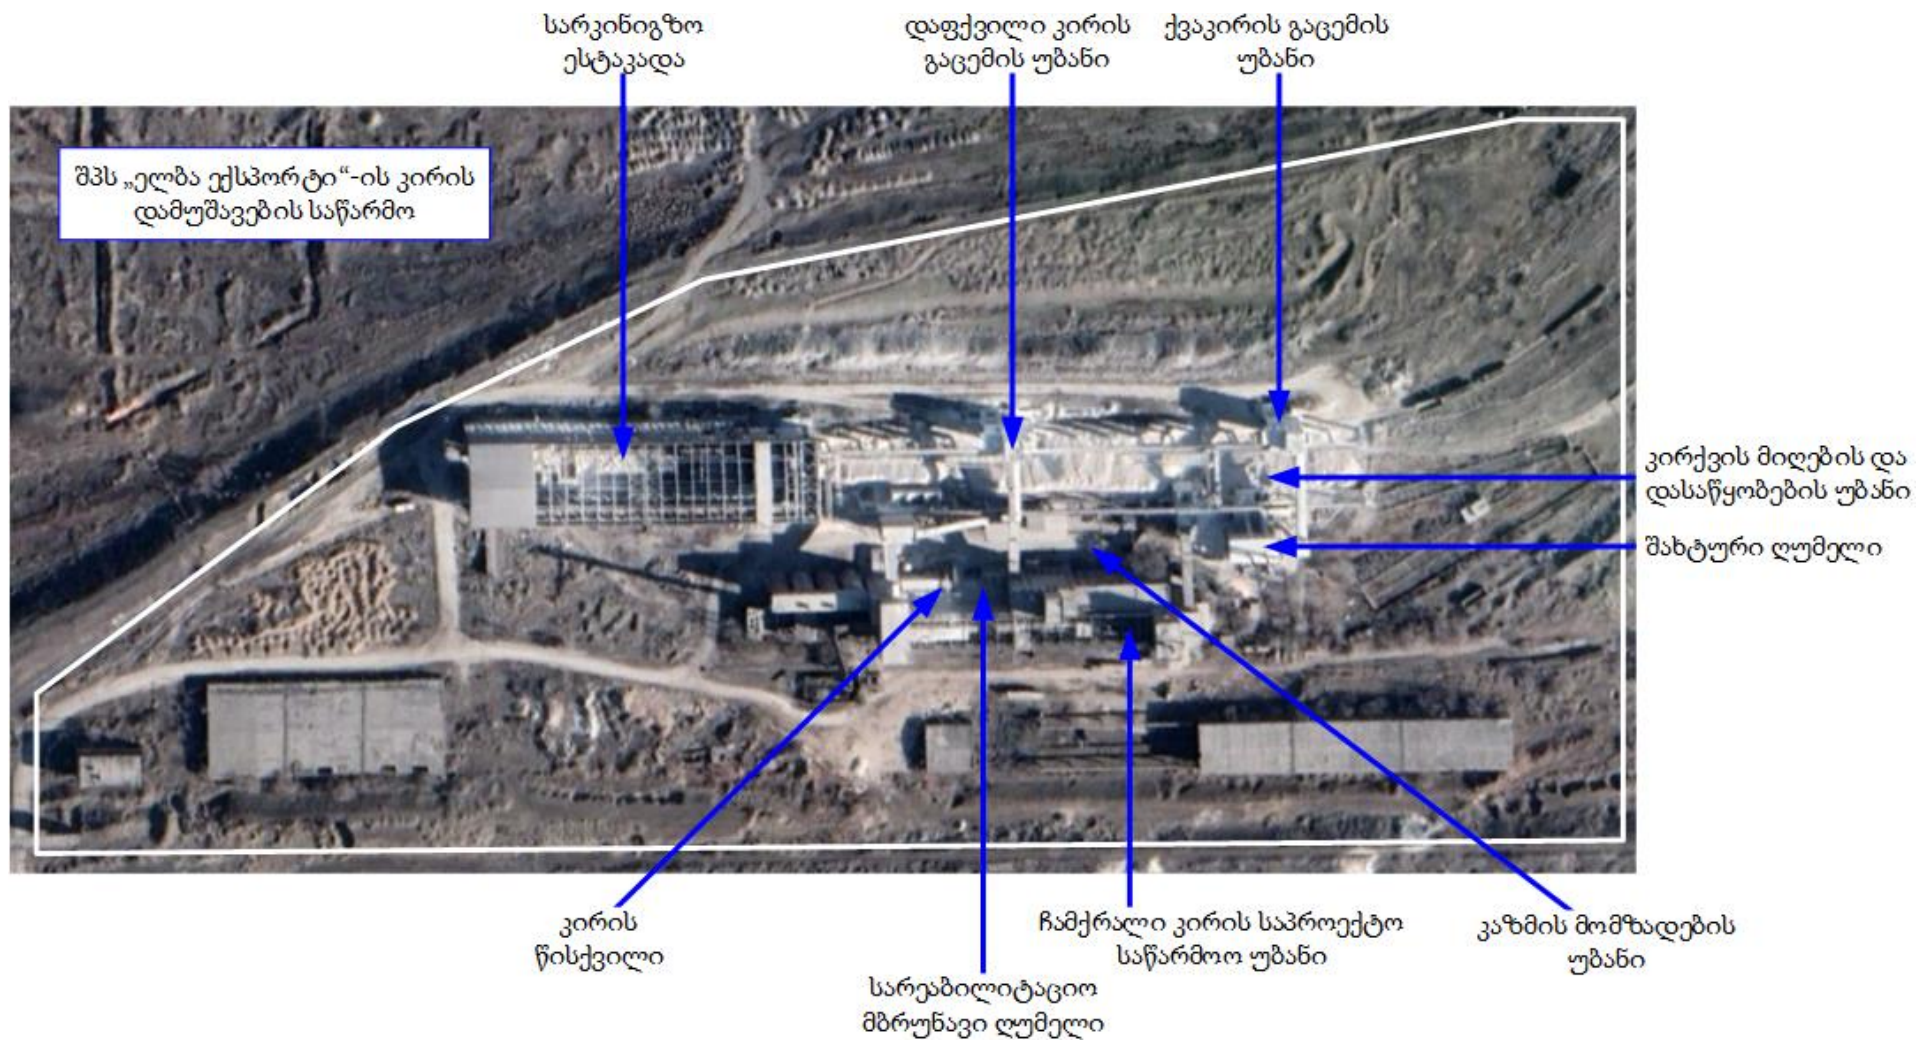 სარკინიგზო
ესტაკადა
დაფქვილი კირის
გაცემის უბანი
ქვაკირის გაცემის
უბანი
შპს „ელბა ექსპორტი“-ის კირის
დამუშავების საწარმო
კირქვის მიღების და
დასაწყობების უბანი
შახტური ღუმელი
კირის
წისქვილი
ჩამქრალი კირის საპროექტო
საწარმოო უბანი
კაზმის მომზადების
უბანი
სარეაბილიტაციო
მბრუნავი ღუმელი